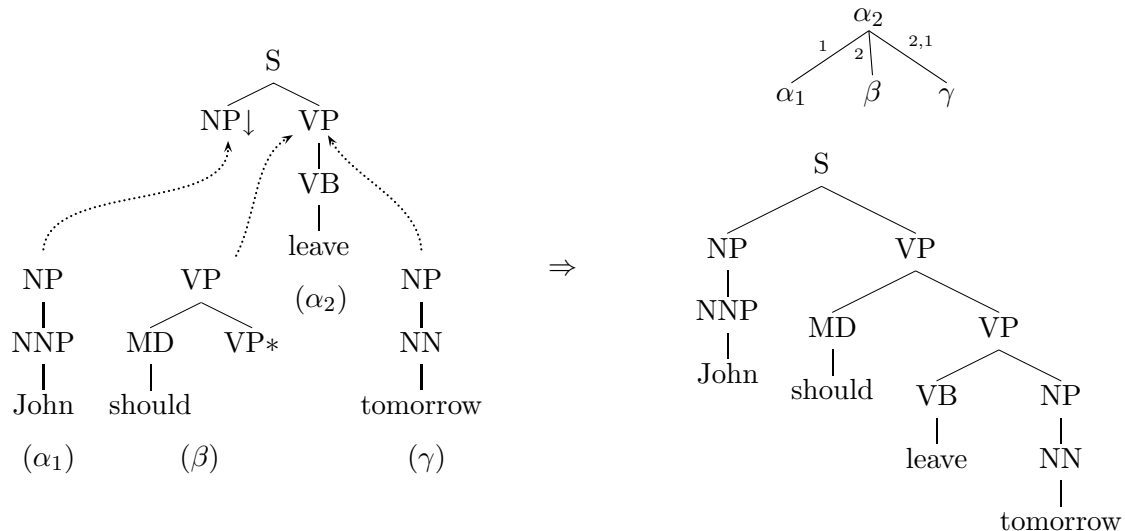 S
NP↓ VP
VB
leave
(α₂)
NP VP NP
NNP MD VP* NN
John should tomorrow
(α₁) (β) (γ)
⇒
α₂
1 2 2,1
α₁ β γ
S
NP VP
NNP MD VP
John should VB NP
leave NN
tomorrow